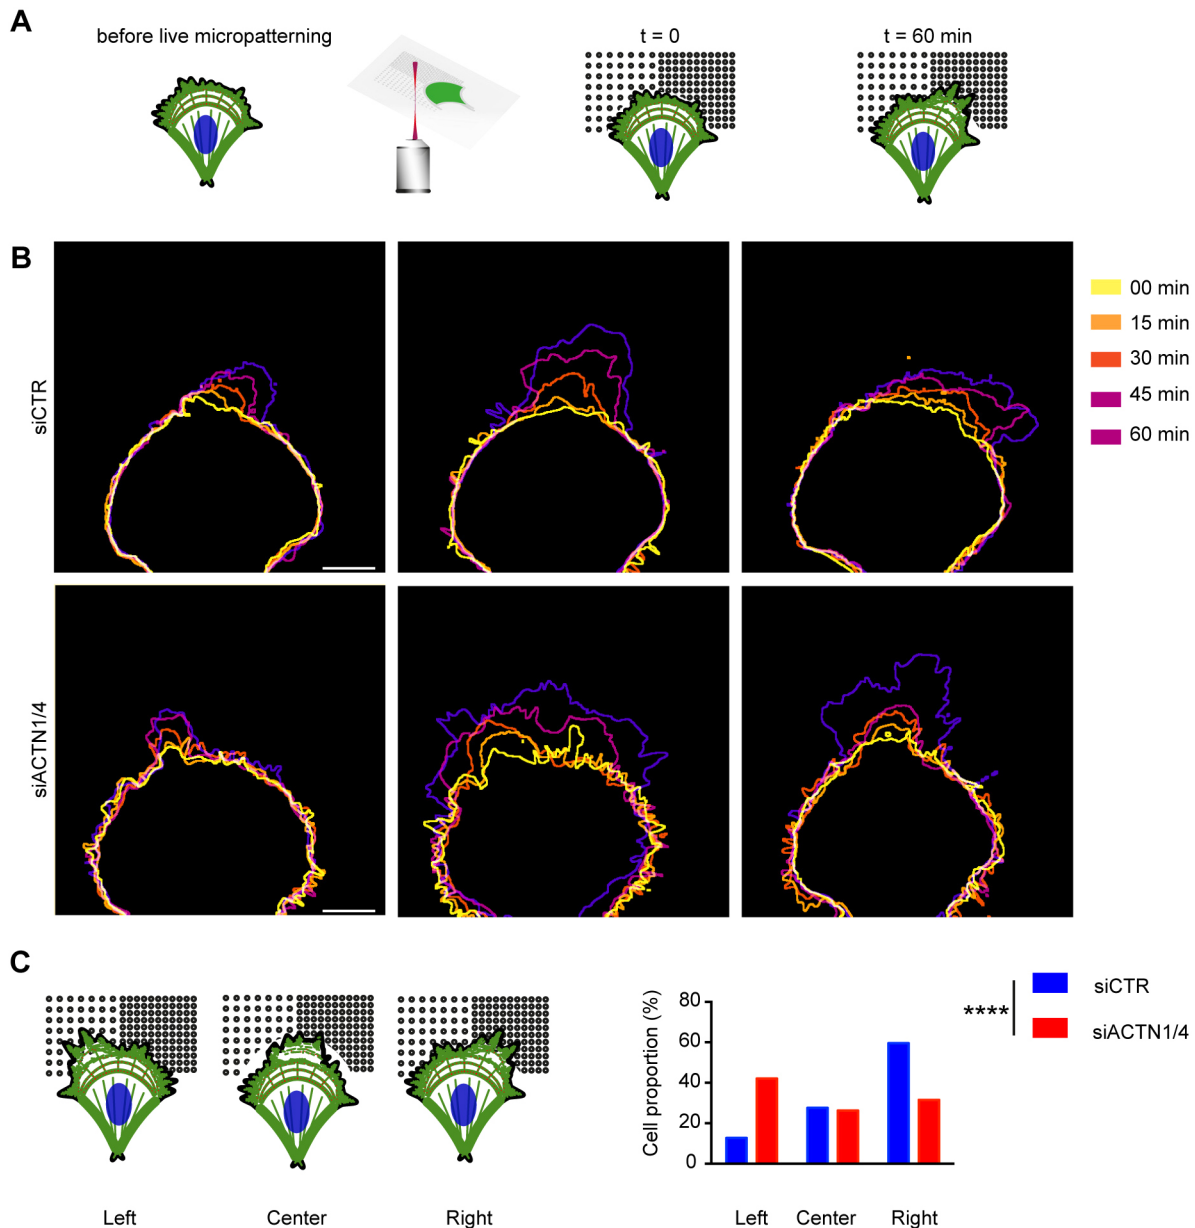 A
before live micropatterning
t = 0
t = 60 min
B
siCTR
00 min
15 min
30 min
45 min
60 min
siACTN1/4
C
Left
Center
Right
Cell proportion (%)
80
60
40
20
0
Left
Center
Right
****
siCTR
siACTN1/4